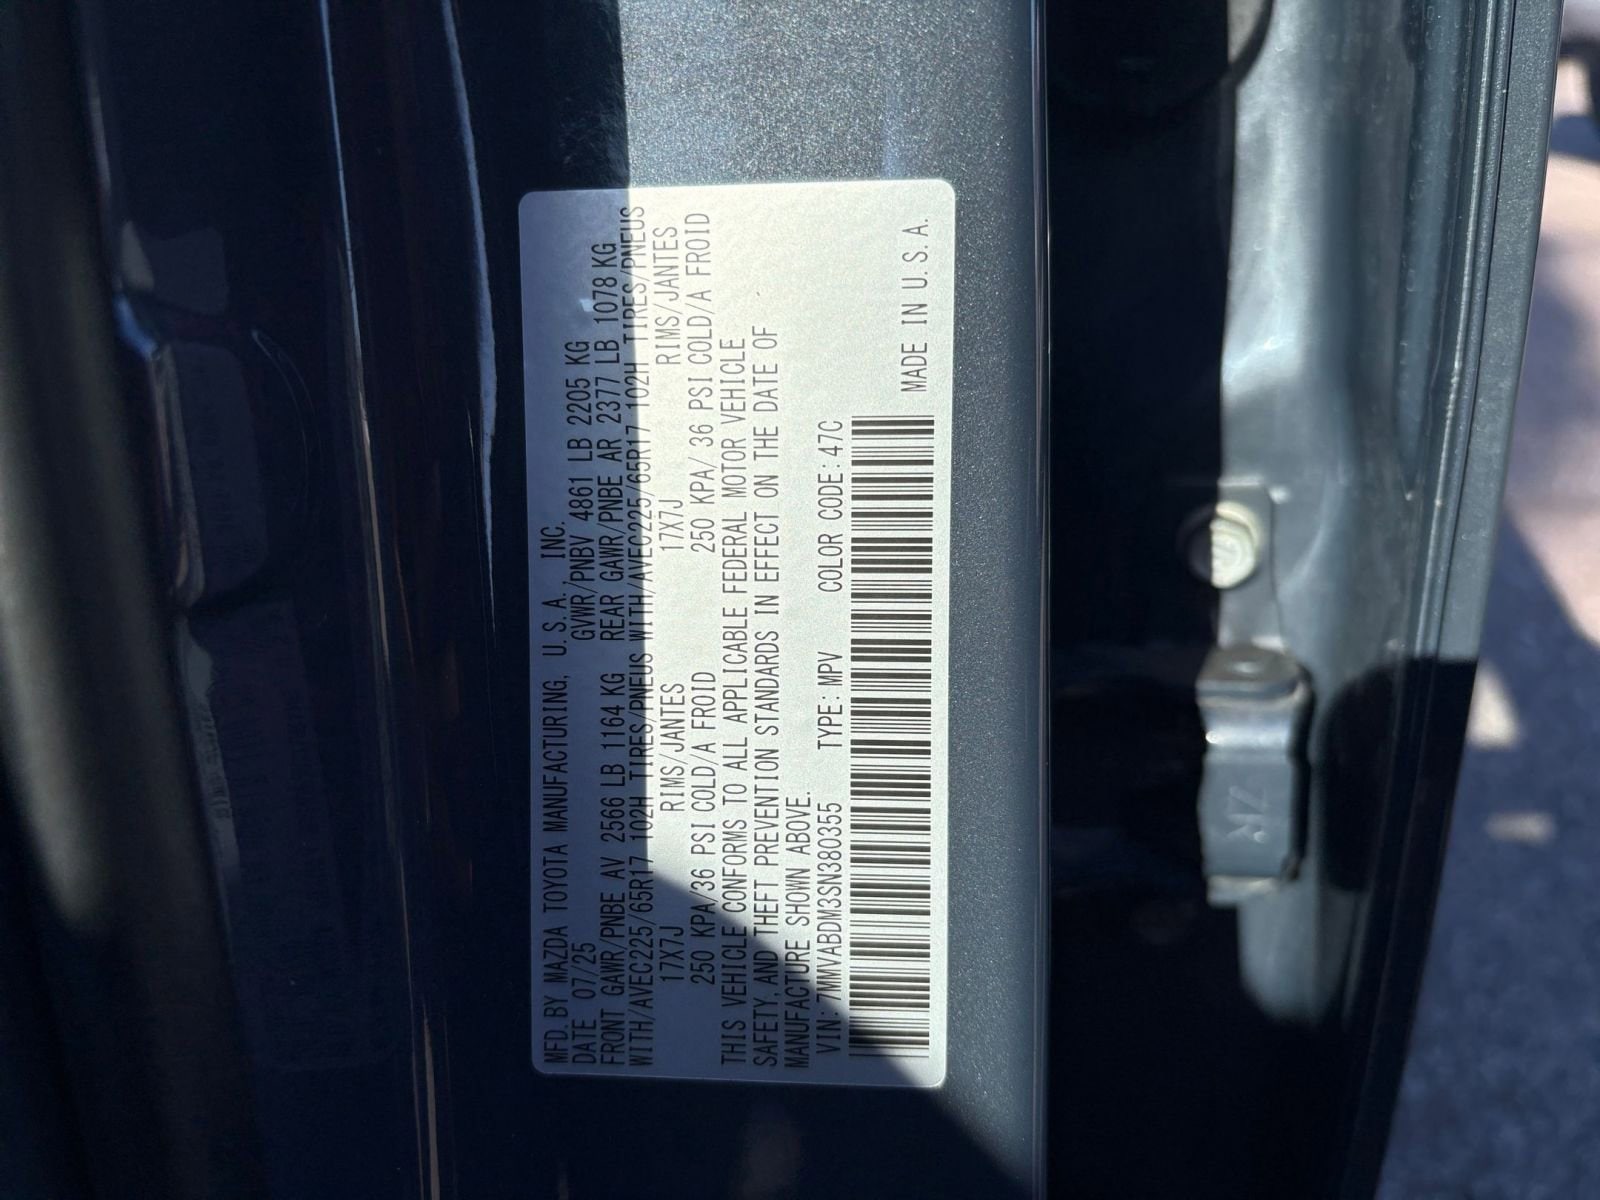 MFD. BY MAZDA TOYOTA MANUFACTURING, U.S.A., INC.
DATE 07/25 GVWR/PNBV 4861 LB 2205 KG
FRONT GAWR/PNBE AV 2566 LB 1164 KG REAR GAWR/PNBE AR 2377 LB 1078 KG
WITH/AVEC225/65R17 102H TIRES/PNEUS WITH/AVEC225/65R17 102H TIRES/PNEUS
17X7J RIMS/JANTES 17X7J RIMS/JANTES
250 KPA/36 PSI COLD/A FROID 250 KPA/36 PSI COLD/A FROID
THIS VEHICLE CONFORMS TO ALL APPLICABLE FEDERAL MOTOR VEHICLE
SAFETY, AND THEFT PREVENTION STANDARDS IN EFFECT ON THE DATE OF
MANUFACTURE SHOWN ABOVE.
VIN: 7MMVABDM3SN380355 TYPE: MPV COLOR CODE: 47C
MADE IN U.S.A.